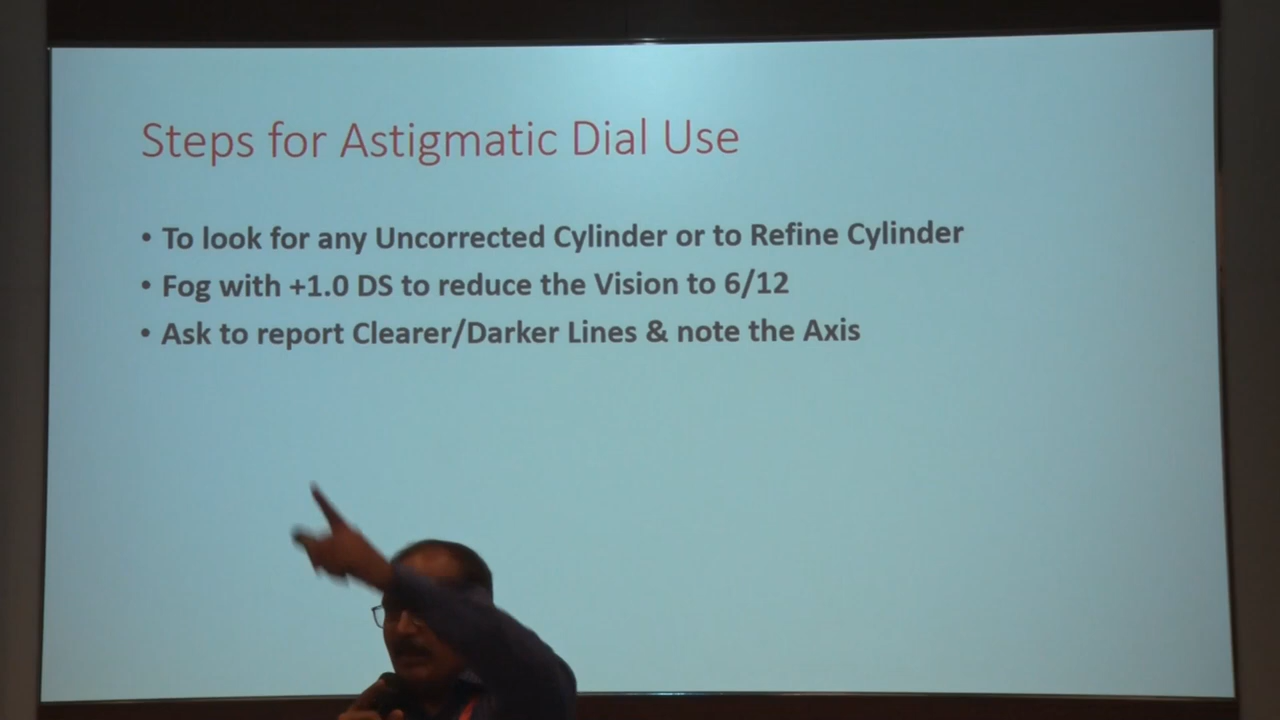 Steps for Astigmatic Dial Use
• To look for any Uncorrected Cylinder or to Refine Cylinder
• Fog with +1.0 DS to reduce the Vision to 6/12
• Ask to report Clearer/Darker Lines & note the Axis